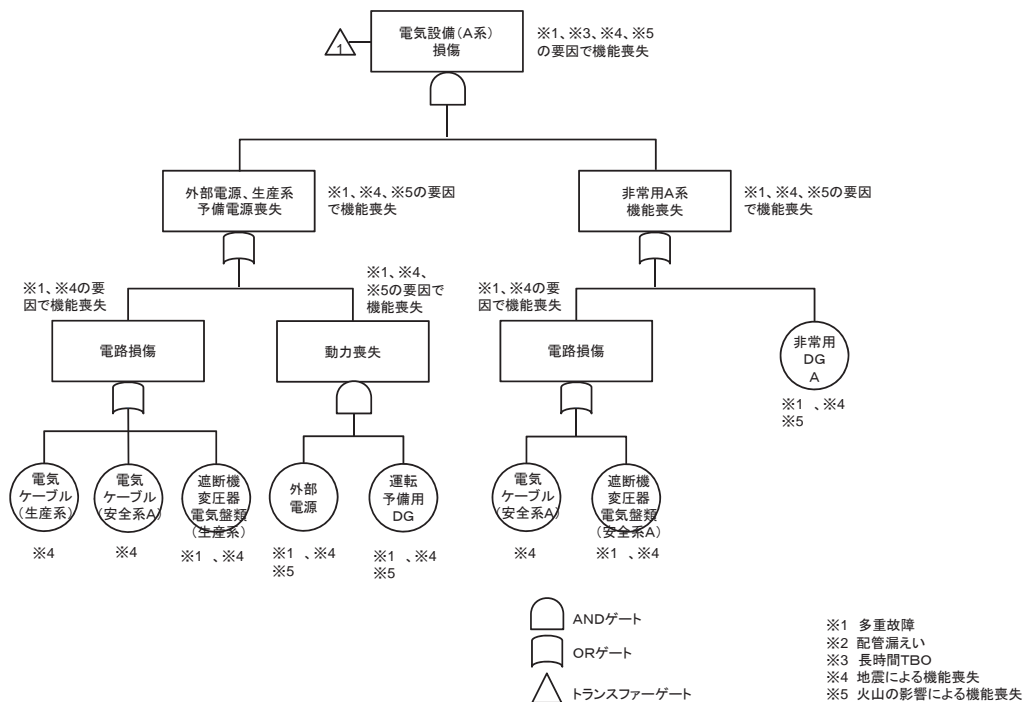 電気設備(A系)
損傷
※1、※3、※4、※5
の要因で機能喪失
1
外部電源、生産系
予備電源喪失
※1、※4、※5の要因
で機能喪失
非常用A系
機能喪失
※1、※4、※5の要因
で機能喪失
※1、※4の要
因で機能喪失
電路損傷
※1、※4、
※5の要因で
機能喪失
動力喪失
※1、※4の要
因で機能喪失
電路損傷
非常用
DG
A
※1 、※4
※5
電気
ケーブル
(生産系)
※4
電気
ケーブル
(安全系A)
※4
遮断機
変圧器
電気盤類
(生産系)
※1 、※4
外部
電源
※1 、※4
※5
運転
予備用
DG
※1 、※4
※5
電気
ケーブル
(安全系A)
※4
遮断機
変圧器
電気盤類
(安全系A)
※1 、※4
ANDゲート
ORゲート
トランスファーゲート
※1 多重故障
※2 配管漏えい
※3 長時間TBO
※4 地震による機能喪失
※5 火山の影響による機能喪失